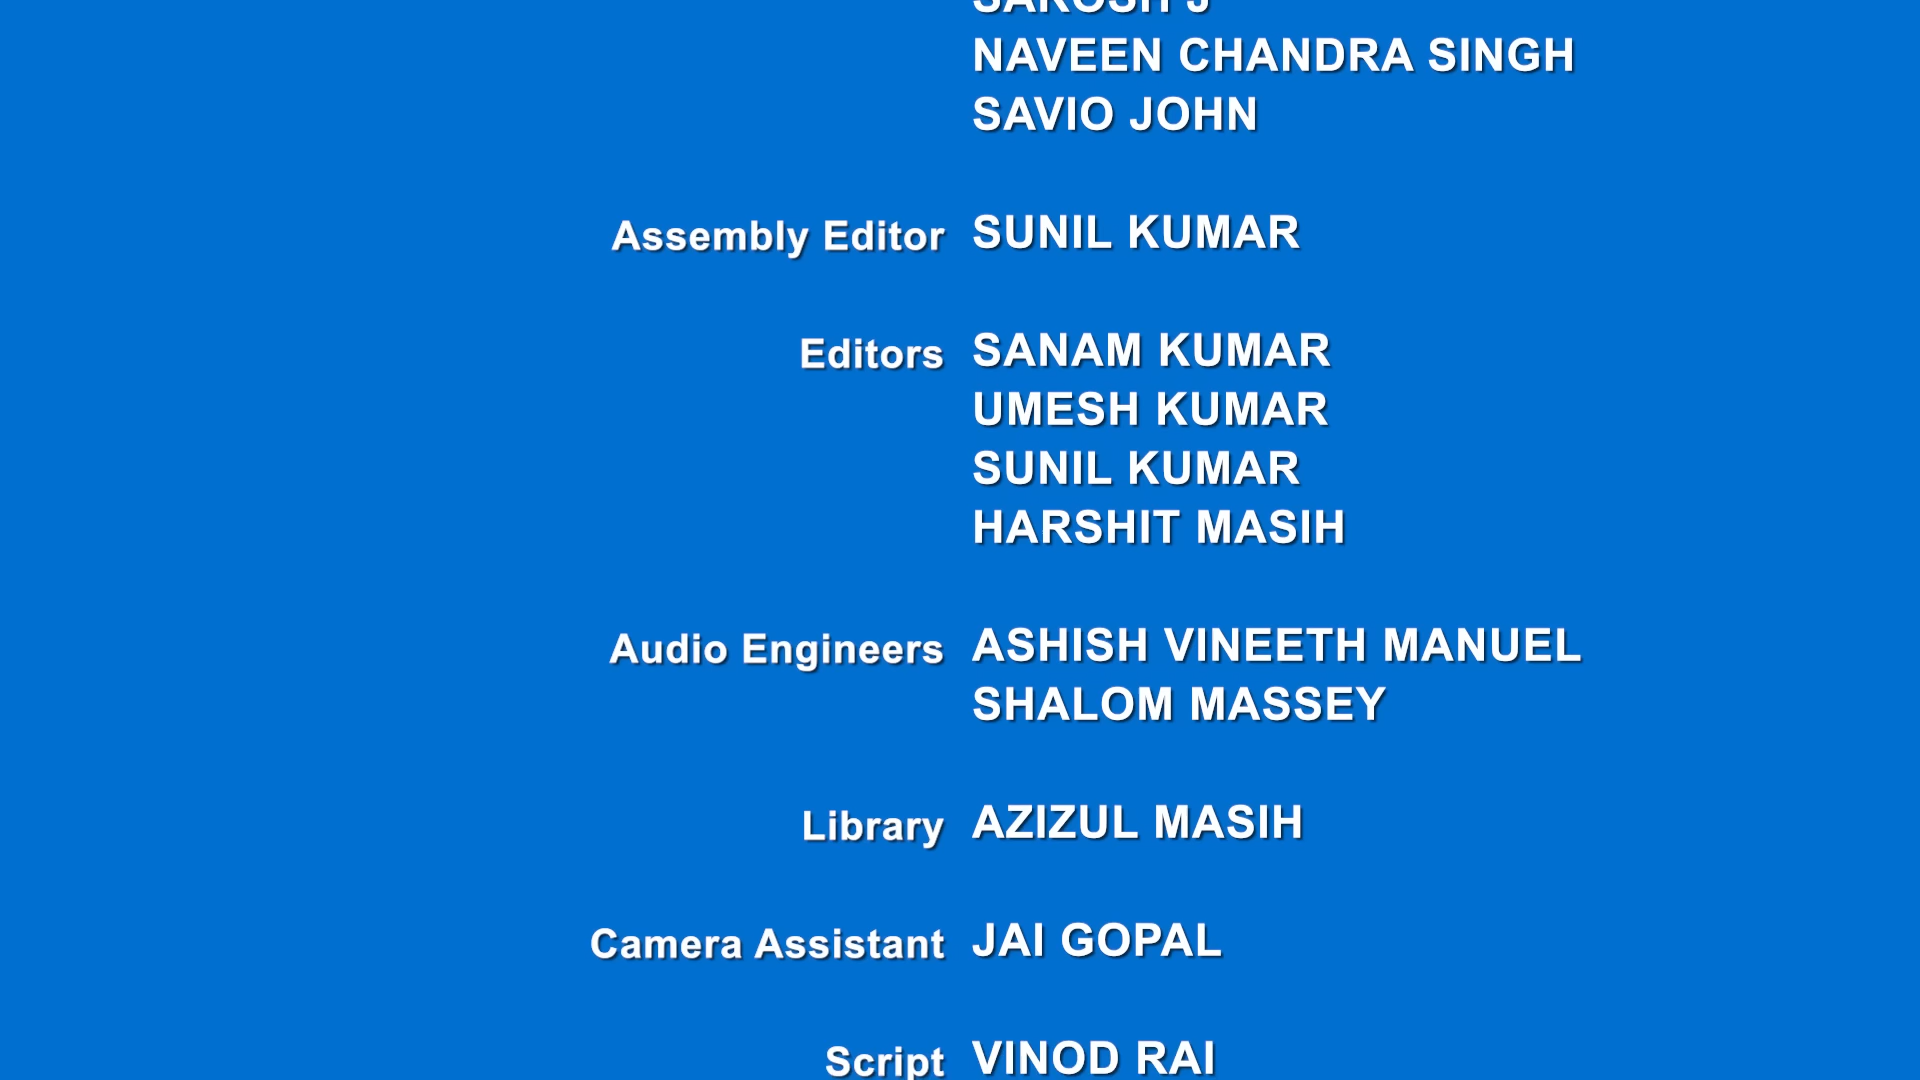 SAROSH J
NAVEEN CHANDRA SINGH
SAVIO JOHN
Assembly Editor SUNIL KUMAR
Editors SANAM KUMAR
UMESH KUMAR
SUNIL KUMAR
HARSHIT MASIH
Audio Engineers ASHISH VINEETH MANUEL
SHALOM MASSEY
Library AZIZUL MASIH
Camera Assistant JAI GOPAL
Script VINOD RAI